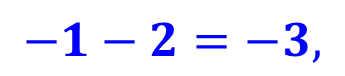 −1 − 2 = −3,